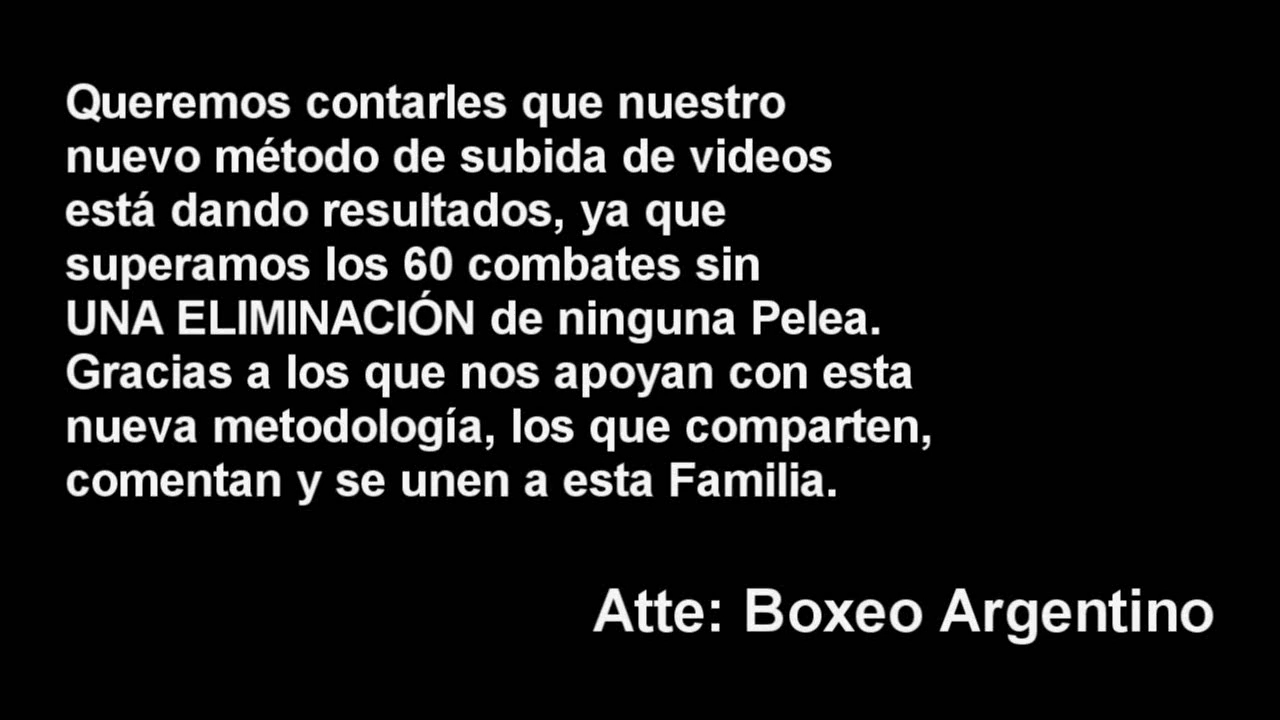 Queremos contarles que nuestro
nuevo método de subida de videos
está dando resultados, ya que
superamos los 60 combates sin
UNA ELIMINACIÓN de ninguna Pelea.
Gracias a los que nos apoyan con esta
nueva metodología, los que comparten,
comentan y se unen a esta Familia.
Atte: Boxeo Argentino